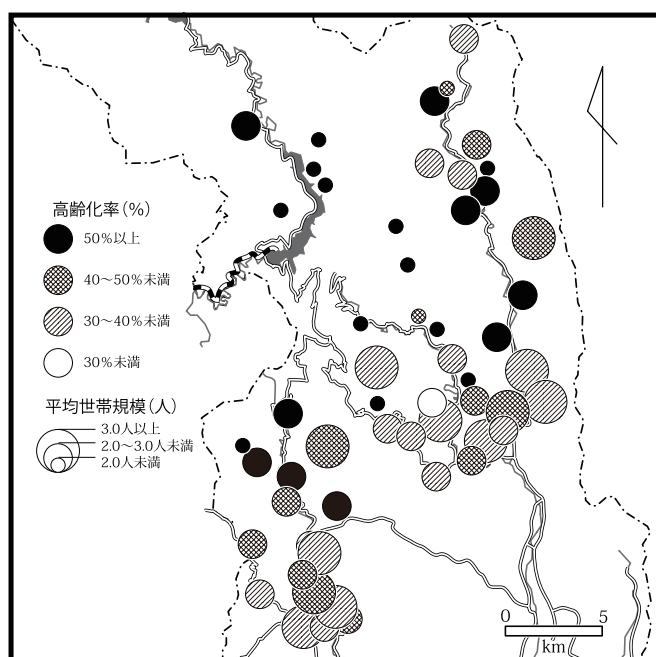 高齢化率(%)
50%以上
40〜50%未満
30〜40%未満
30%未満
平均世帯規模(人)
3.0人以上
2.0〜3.0人未満
2.0人未満
0 5
km